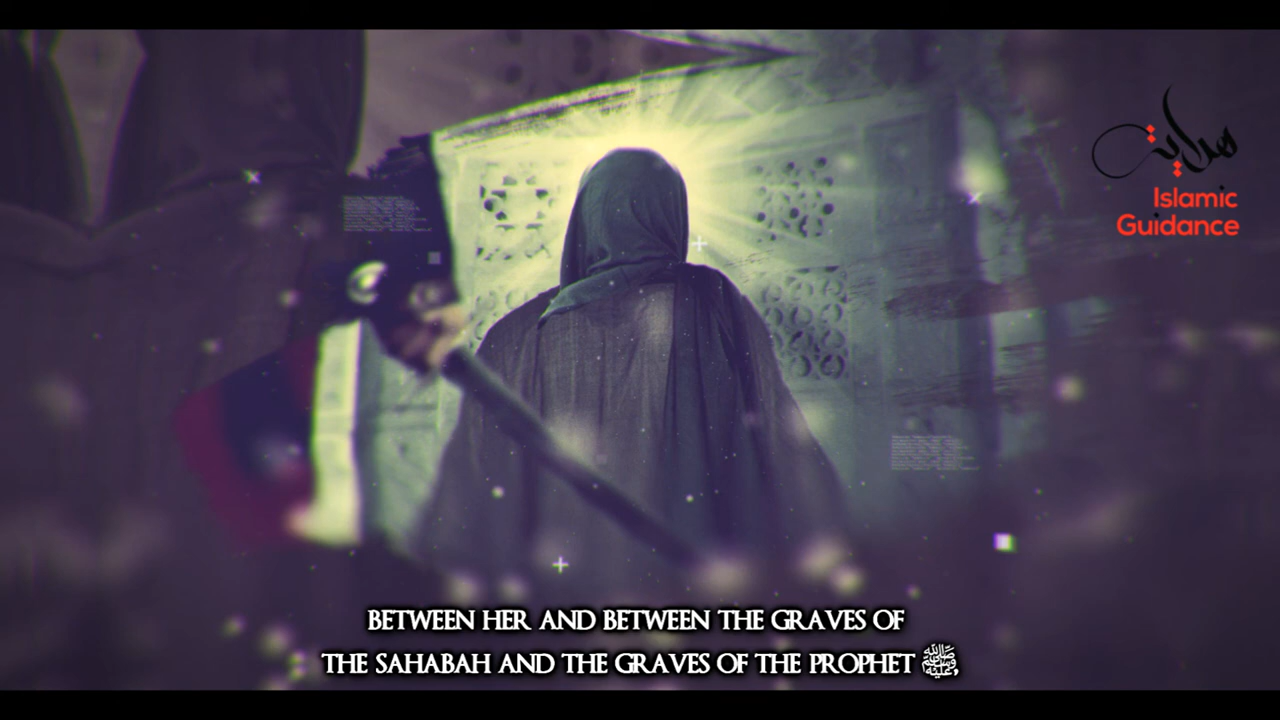 هداية
Islamic
Guidance
BETWEEN HER AND BETWEEN THE GRAVES OF
THE SAHABAH AND THE GRAVES OF THE PROPHET ﷺ,